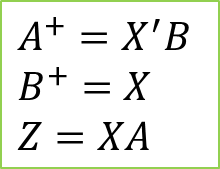 A⁺ = X′B
B⁺ = X
Z = XA